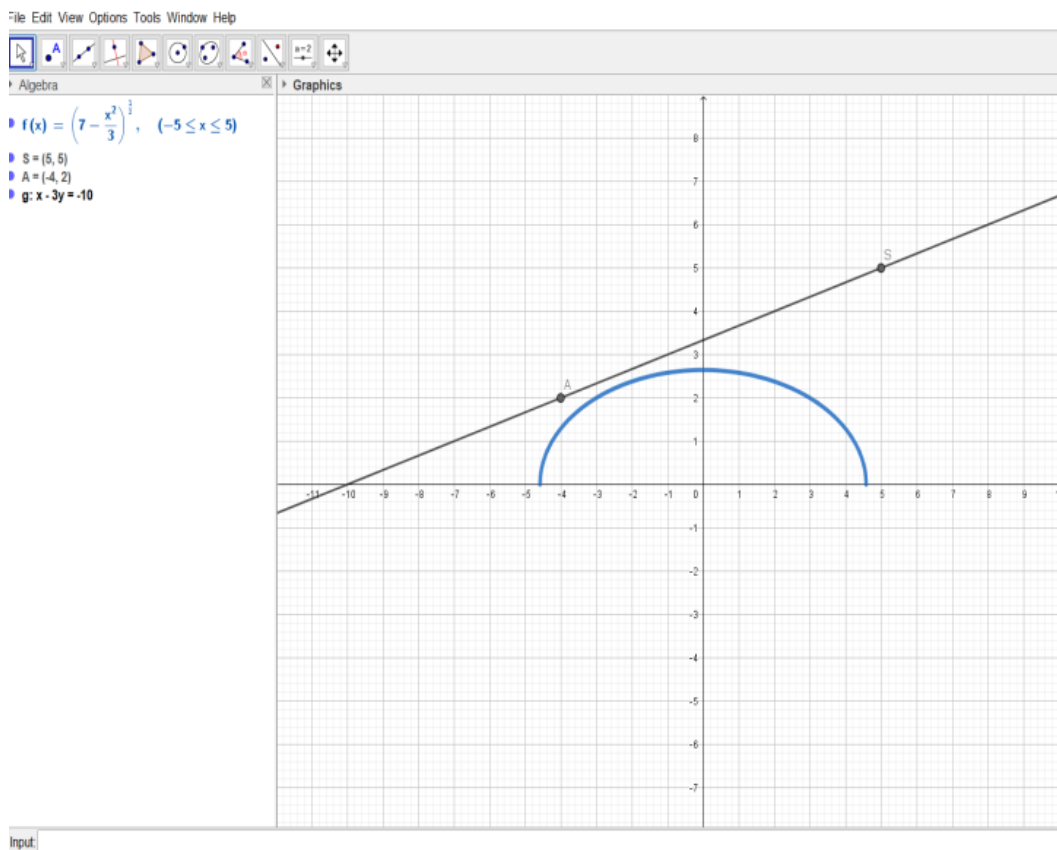 File Edit View Options Tools Window Help
A a=2
Algebra
Graphics
f(x) = (7 - x²/3)^(1/2), (-5 ≤ x ≤ 5)
S = (5, 5)
A = (-4, 2)
g: x - 3y = -10
8
7
6
S
5
4
3
A
2
1
-11 -10 -9 -8 -7 -6 -5 -4 -3 -2 -1 0 1 2 3 4 5 6 7 8 9
-1
-2
-3
-4
-5
-6
-7
Input: